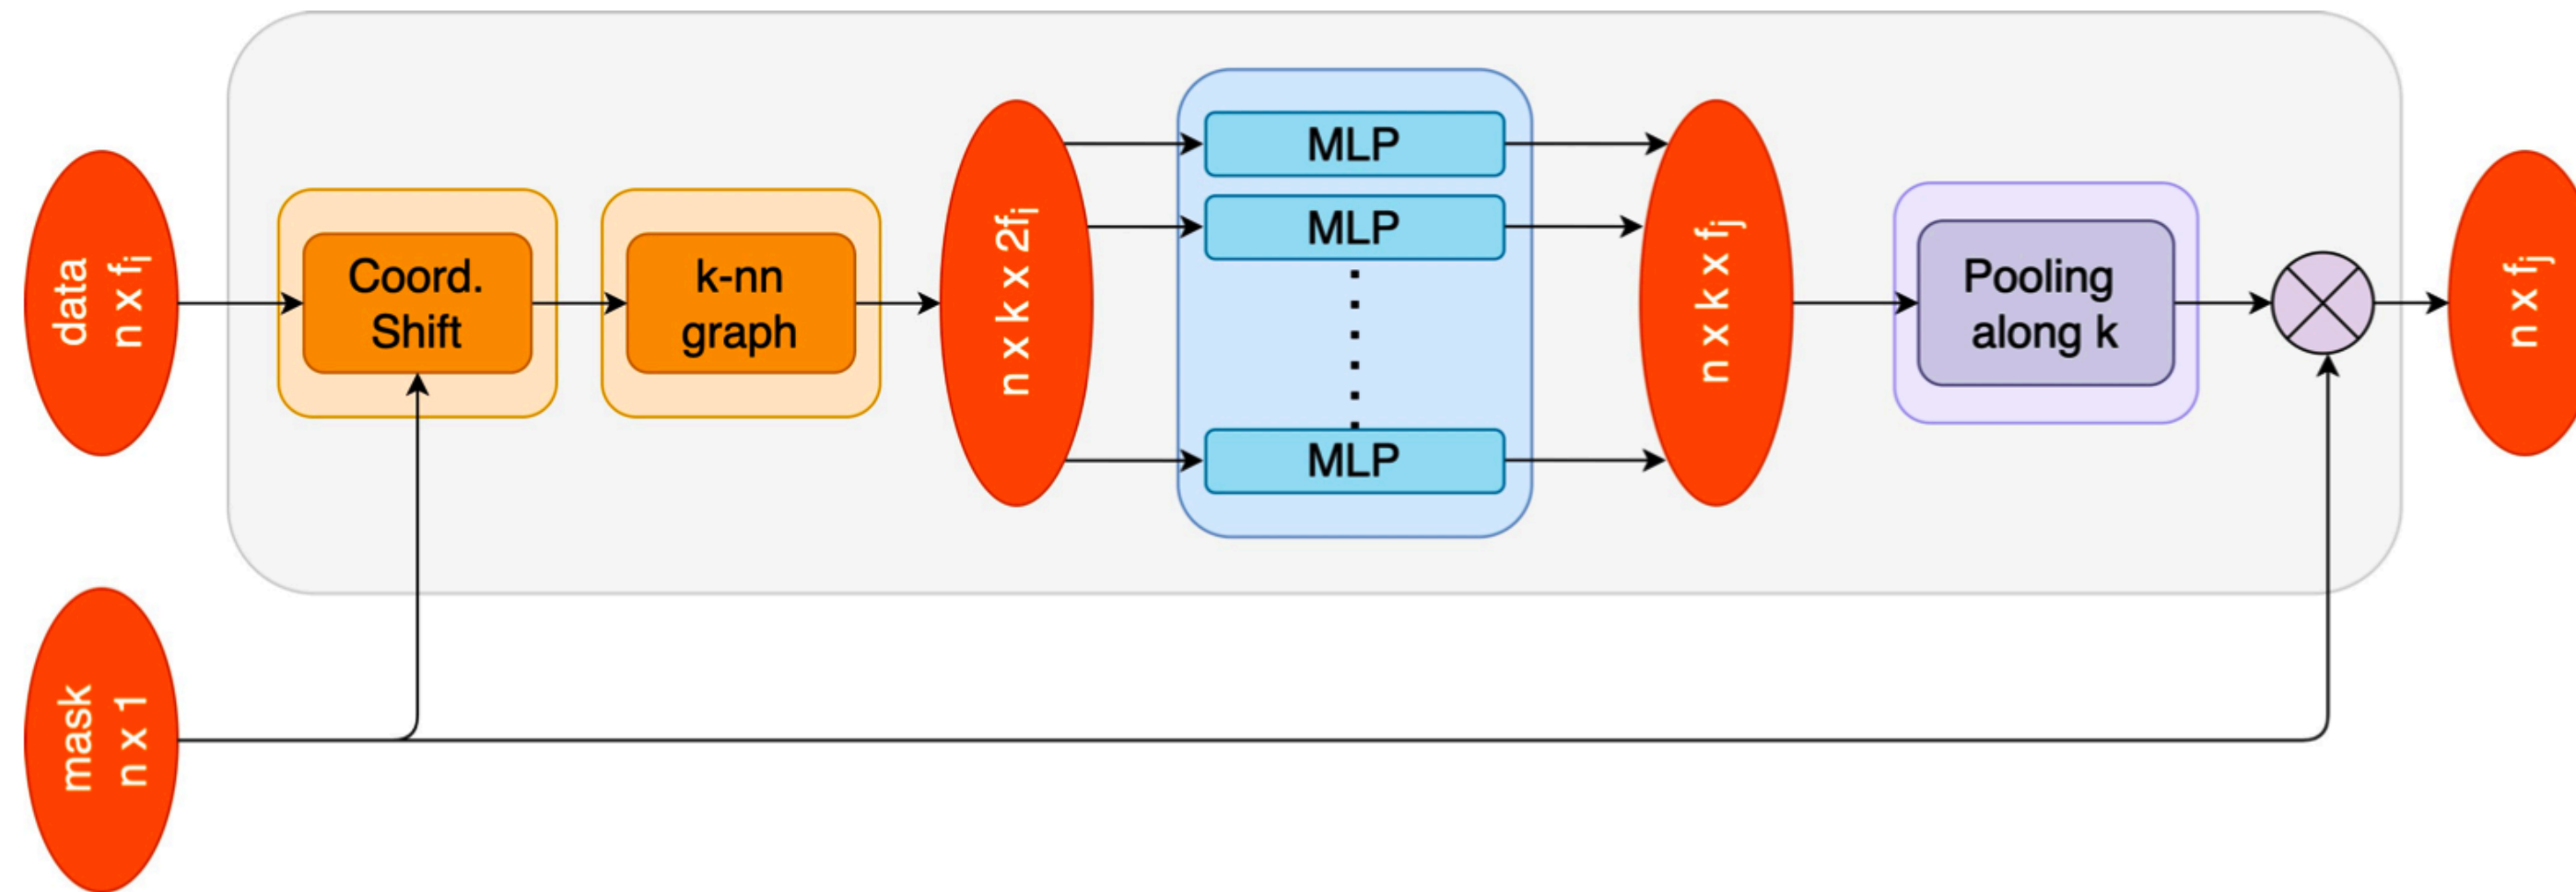 data
n x fi
mask
n x 1
Coord.
Shift
k-nn
graph
n x k x 2fi
MLP
MLP
MLP
n x k x fj
Pooling
along k
n x fj